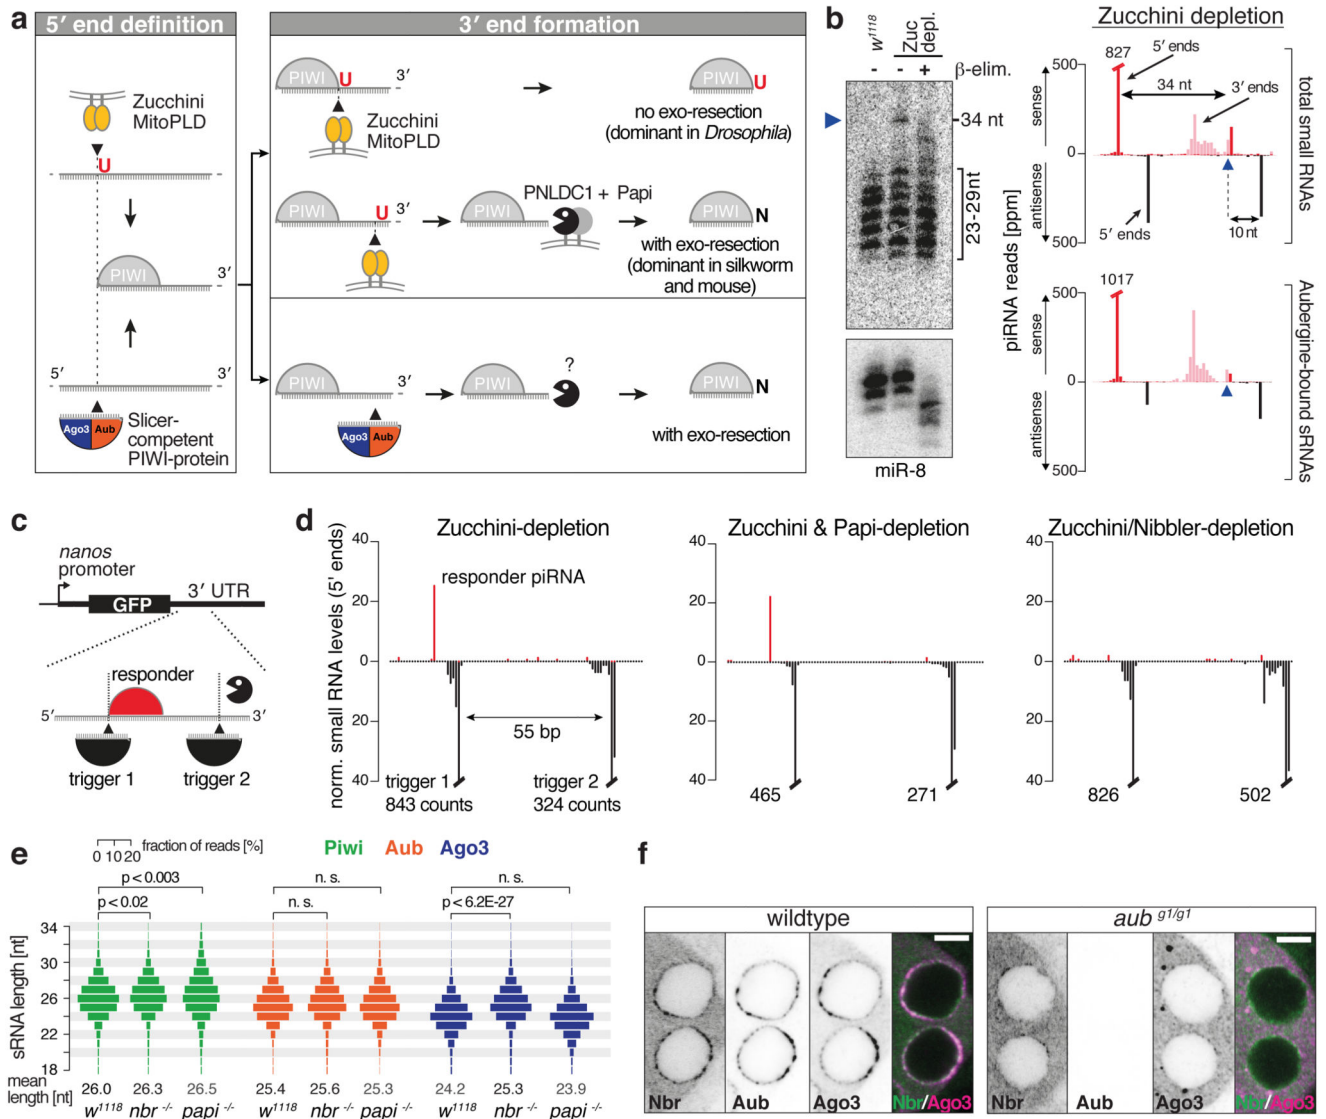 a
5′ end definition
3′ end formation
Zucchini
MitoPLD
U
PIWI
3′
5′
Ago3 Aub
Slicer-
competent
PIWI-protein
PIWI
U
3′
Zucchini
MitoPLD
PIWI
U
no exo-resection
(dominant in Drosophila)
PIWI
U
3′
PNLDC1 + Papi
PIWI
PIWI
N
with exo-resection
(dominant in silkworm
and mouse)
PIWI
3′
Ago3 Aub
PIWI
?
PIWI
N
with exo-resection
b
w1118
Zuc
depl.
- - + β-elim.
34 nt
23-29nt
miR-8
Zucchini depletion
piRNA reads [ppm]
827
5′ ends
34 nt
3′ ends
500
sense
0
antisense
500
5′ ends
10 nt
total small
RNAs
1017
500
sense
0
antisense
500
Aubergine-bound sRNAs
c
nanos
promoter
GFP
3′ UTR
responder
5′
3′
trigger 1
trigger 2
d
norm. small RNA levels (5' ends)
Zucchini-depletion
40
20
0
20
40
responder piRNA
55 bp
trigger 1
843 counts
trigger 2
324 counts
Zucchini & Papi-depletion
40
20
0
20
40
465
271
Zucchini/Nibbler-depletion
40
20
0
20
40
826
502
e
0 10 20
fraction of reads [%]
Piwi Aub Ago3
p < 0.003
p < 0.02
n. s.
n. s.
n. s.
p < 6.2E-27
sRNA length [nt]
34
30
26
22
18
mean
length [nt]
26.0 26.3 26.5 25.4 25.6 25.3 24.2 25.3 23.9
w1118 nbr -/- papi -/- w1118 nbr -/- papi -/- w1118 nbr -/- papi -/-
f
wildtype
Nbr
Aub
Ago3
Nbr/Ago3
aub g1/g1
Nbr
Aub
Ago3
Nbr/Ago3